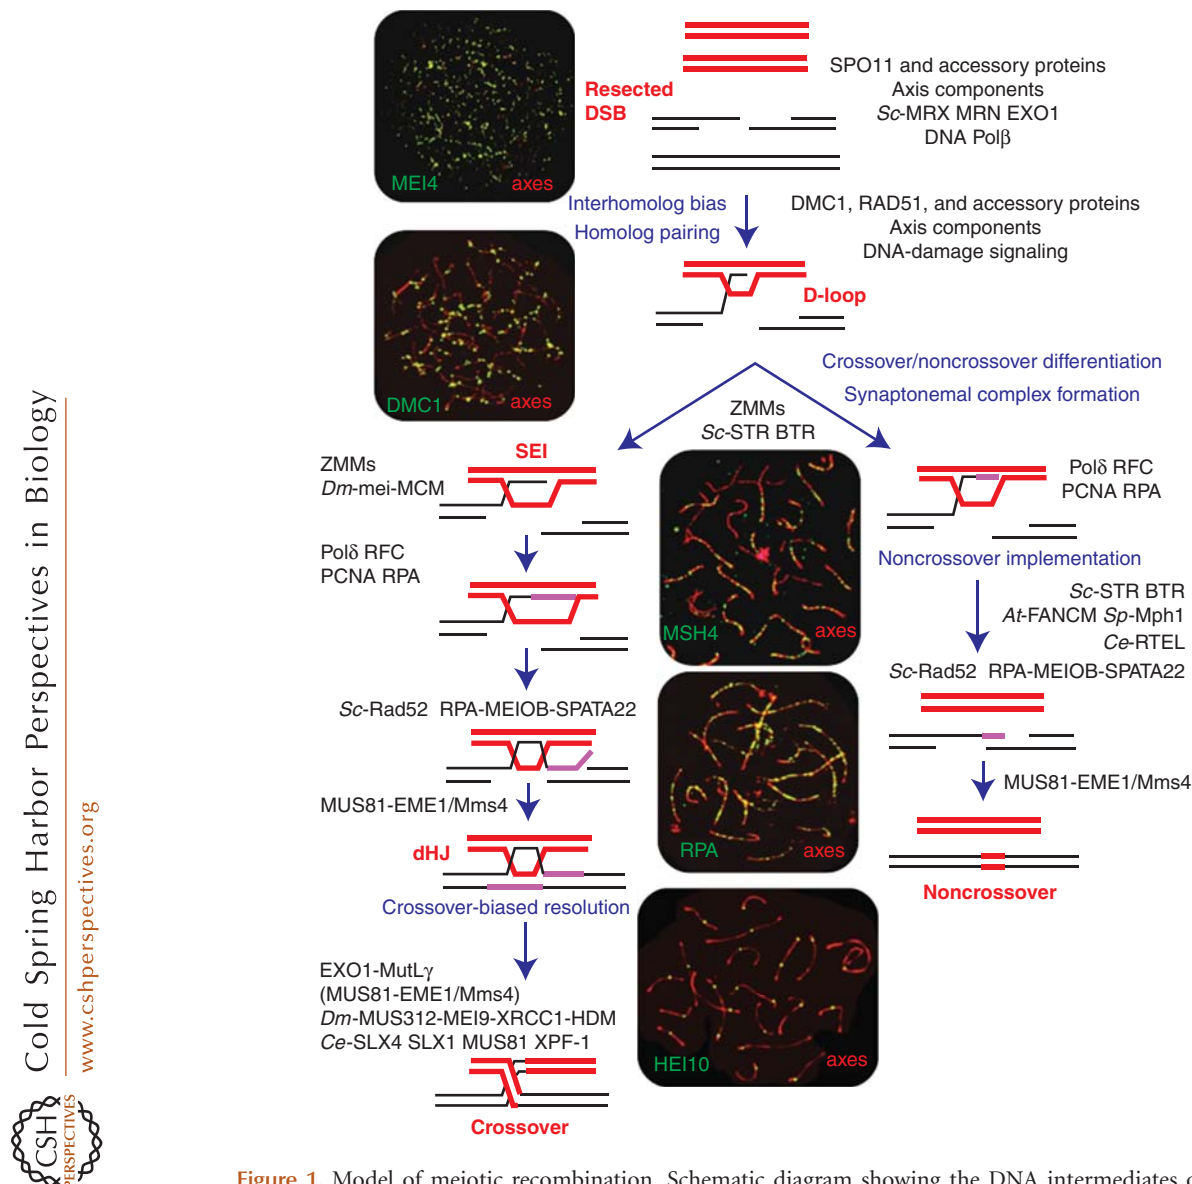 Cold Spring Harbor Perspectives in Biology
www.cshperspectives.org
CSH
PERSPECTIVES
MEI4 axes
Resected
DSB
SPO11 and accessory proteins
Axis components
Sc-MRX MRN EXO1
DNA Polβ
Interhomolog bias
Homolog pairing
DMC1, RAD51, and accessory proteins
Axis components
DNA-damage signaling
D-loop
DMC1 axes
Crossover/noncrossover differentiation
Synaptonemal complex formation
ZMMs
Sc-STR BTR
SEI
ZMMs
Dm-mei-MCM
Polδ RFC
PCNA RPA
Polδ RFC
PCNA RPA
Noncrossover implementation
Sc-STR BTR
At-FANCM Sp-Mph1
Ce-RTEL
Sc-Rad52 RPA-MEIOB-SPATA22
MSH4 axes
Sc-Rad52 RPA-MEIOB-SPATA22
MUS81-EME1/Mms4
MUS81-EME1/Mms4
dHJ
RPA axes
Noncrossover
Crossover-biased resolution
EXO1-MutLγ
(MUS81-EME1/Mms4)
Dm-MUS312-MEI9-XRCC1-HDM
Ce-SLX4 SLX1 MUS81 XPF-1
HEI10 axes
Crossover
Figure 1. Model of meiotic recombination. Schematic diagram showing the DNA intermediates